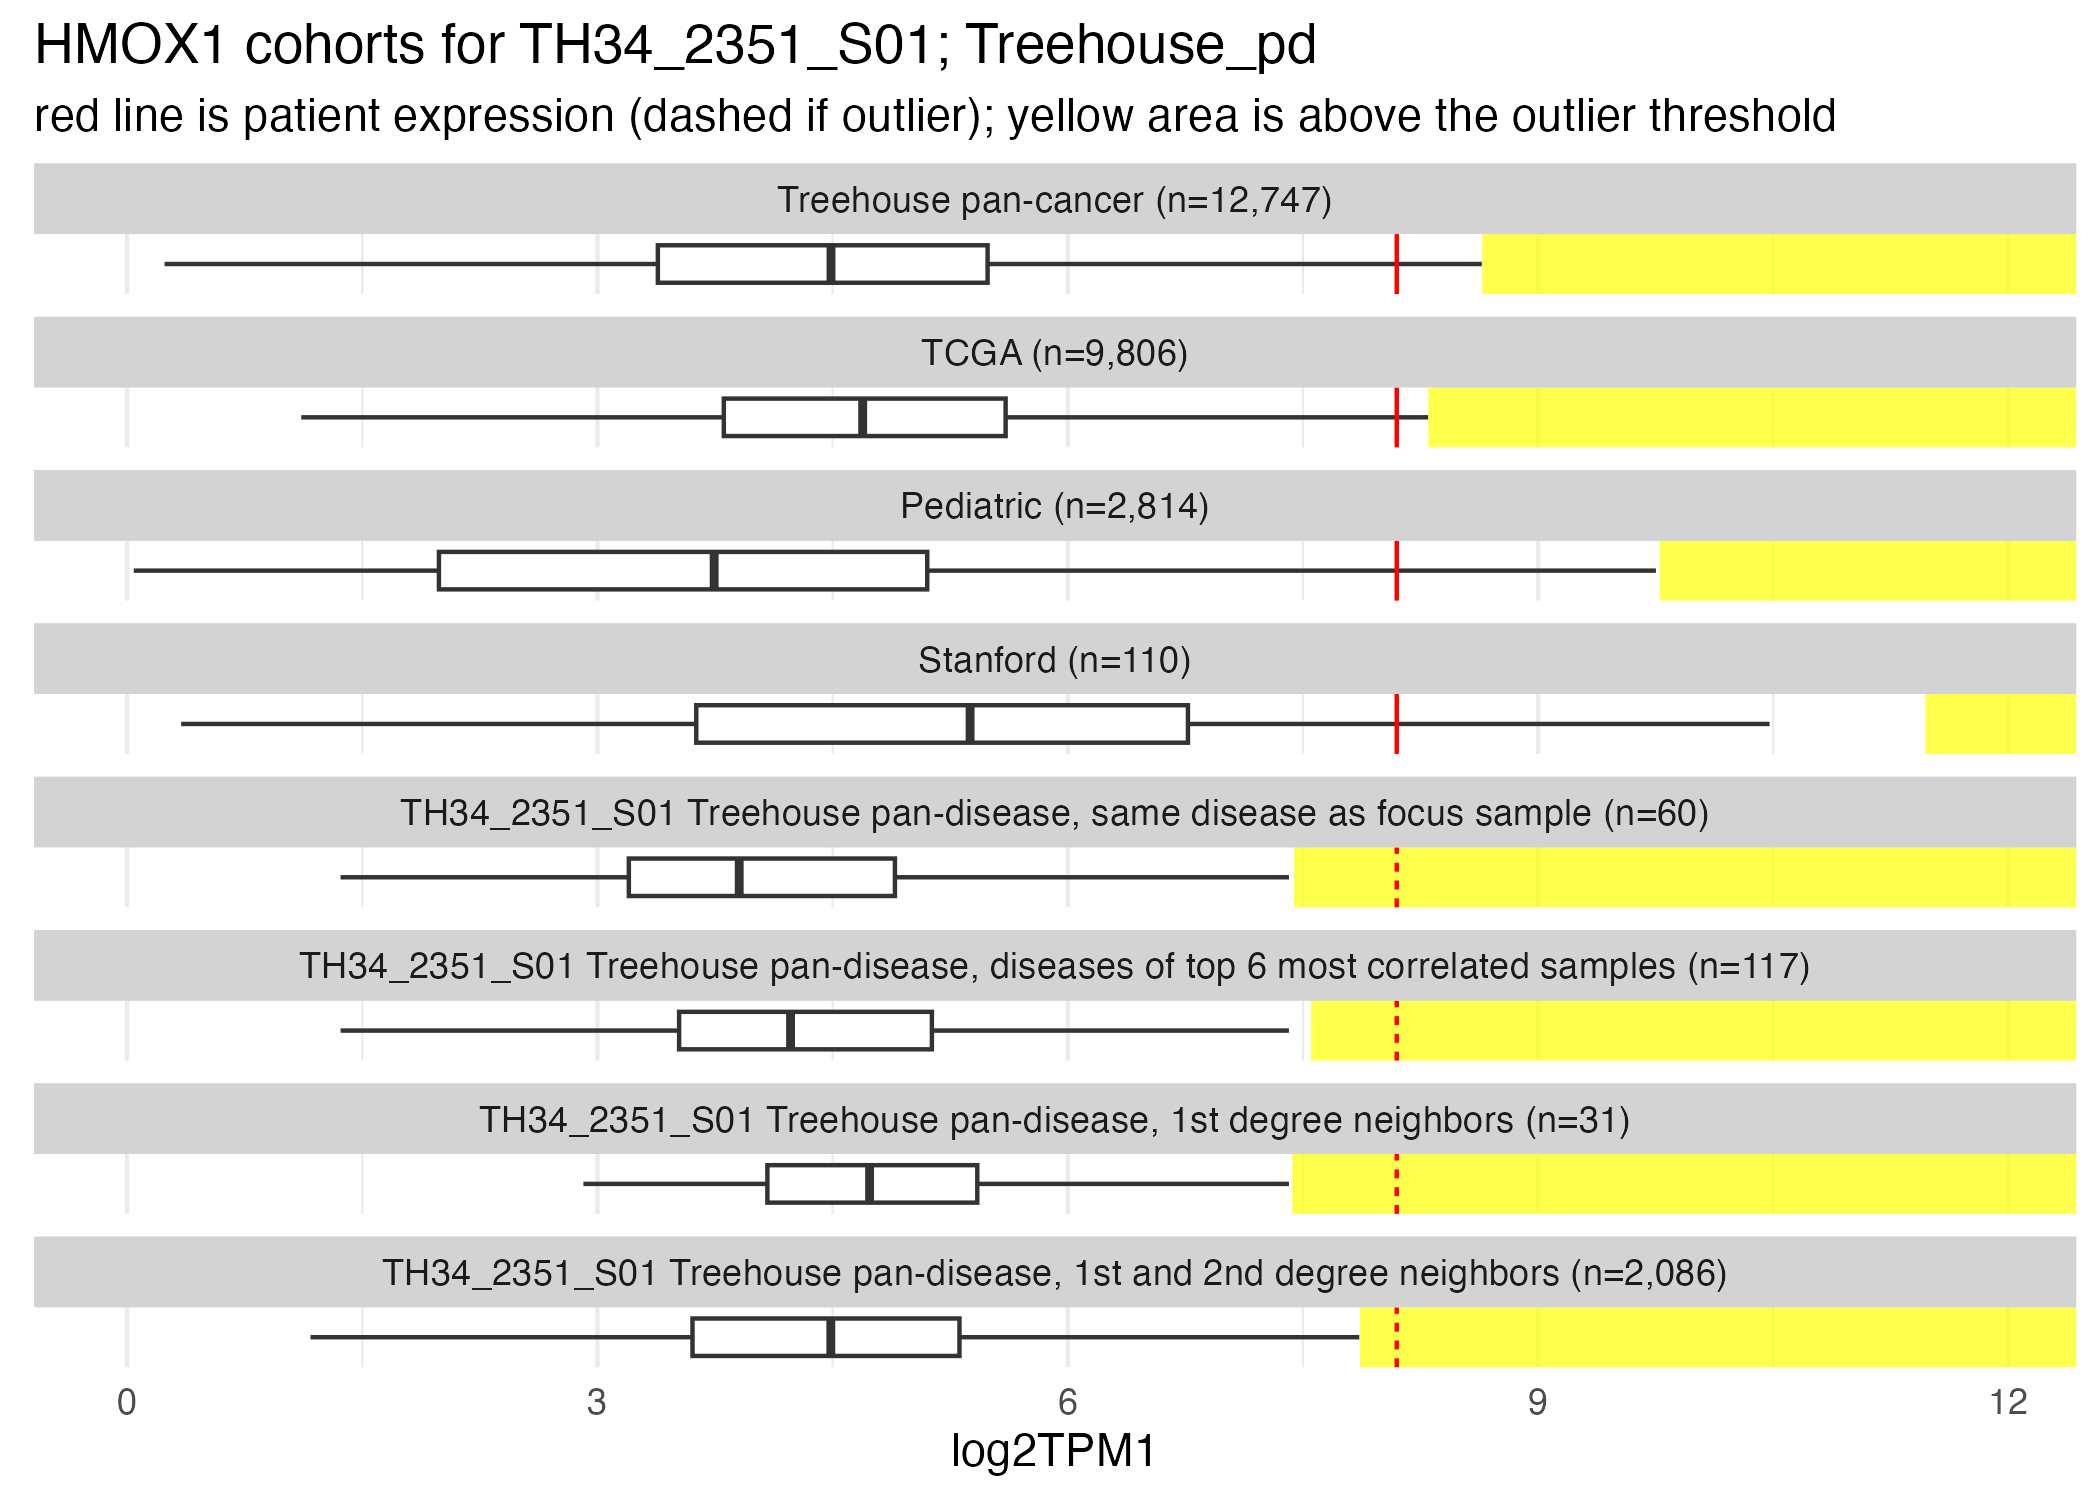 HMOX1 cohorts for TH34_2351_S01; Treehouse_pd
red line is patient expression (dashed if outlier); yellow area is above the outlier threshold
Treehouse pan-cancer (n=12,747)
TCGA (n=9,806)
Pediatric (n=2,814)
Stanford (n=110)
TH34_2351_S01 Treehouse pan-disease, same disease as focus sample (n=60)
TH34_2351_S01 Treehouse pan-disease, diseases of top 6 most correlated samples (n=117)
TH34_2351_S01 Treehouse pan-disease, 1st degree neighbors (n=31)
TH34_2351_S01 Treehouse pan-disease, 1st and 2nd degree neighbors (n=2,086)
0 3 6 9 12
log2TPM1